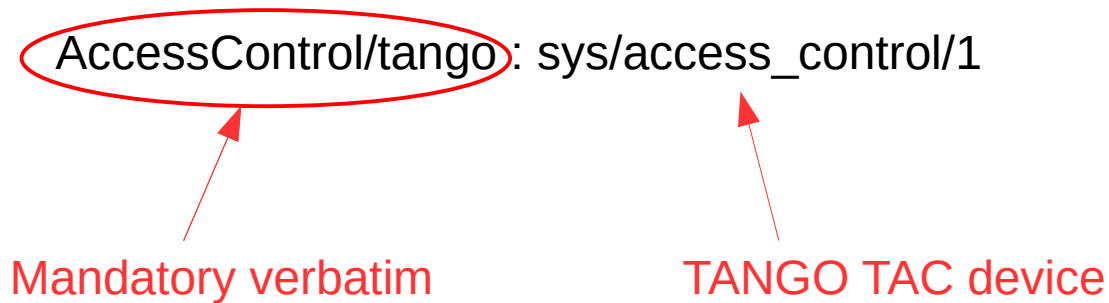 AccessControl/tango : sys/access_control/1
Mandatory verbatim
TANGO TAC device